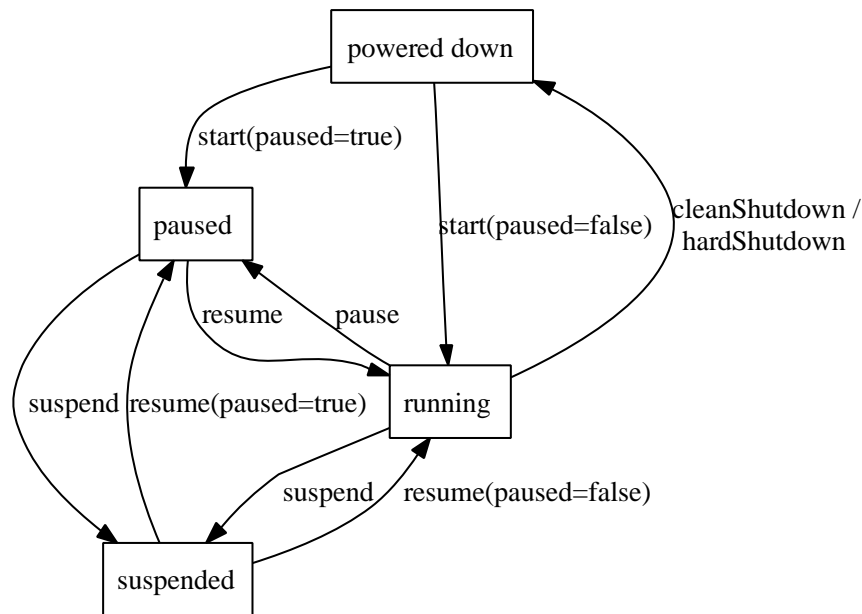 powered down
start(paused=true)
paused
start(paused=false)
cleanShutdown /
hardShutdown
resume
pause
running
suspend
resume(paused=true)
suspend
resume(paused=false)
suspended